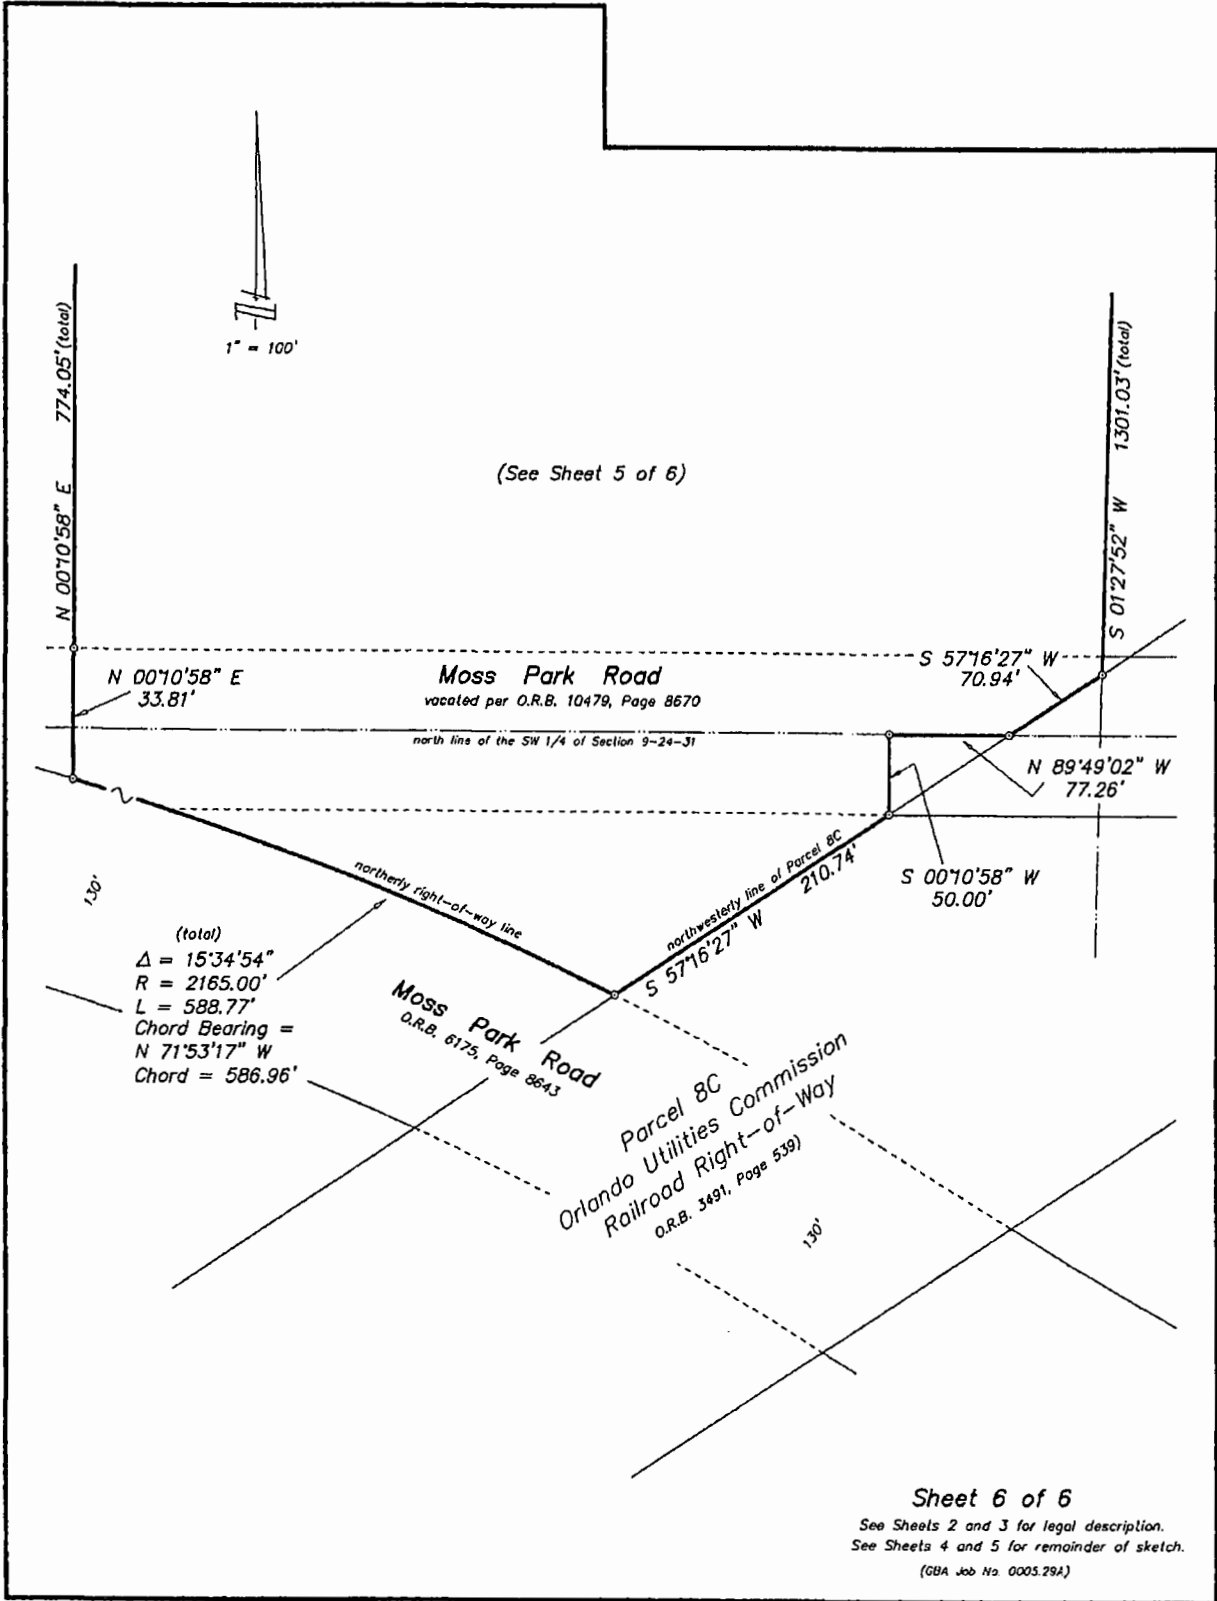 1" = 100'
N 00°10'58" E 774.05' (total)
S 01°27'52" W 1301.03' (total)
(See Sheet 5 of 6)
N 00°10'58" E
33.81'
Moss Park Road
vacated per O.R.B. 10479, Page 8670
S 57°16'27" W
70.94'
north line of the SW 1/4 of Section 9-24-31
N 89°49'02" W
77.26'
S 00°10'58" W
50.00'
northwesterly line of Parcel 8C
S 57°16'27" W 210.74'
northerly right-of-way line
130'
(total)
Δ = 15°34'54"
R = 2165.00'
L = 588.77'
Chord Bearing =
N 71°53'17" W
Chord = 586.96'
Moss Park Road
O.R.B. 6175, Page 8643
Parcel 8C
Orlando Utilities Commission
Railroad Right-of-Way
O.R.B. 3491, Page 539)
130'
Sheet 6 of 6
See Sheets 2 and 3 for legal description.
See Sheets 4 and 5 for remainder of sketch.
(GBA Job No. 0005.29A)